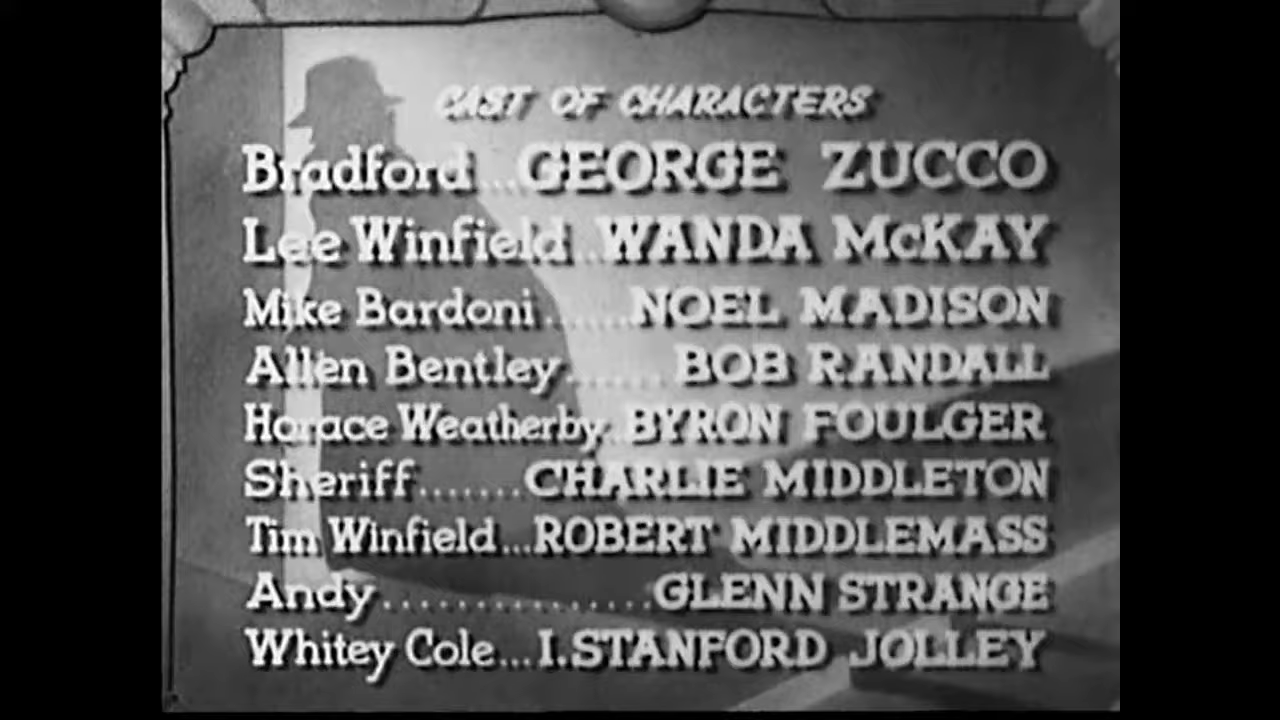 CAST OF CHARACTERS
Bradford...GEORGE ZUCCO
Lee Winfield..WANDA McKAY
Mike Bardoni......NOEL MADISON
Allen Bentley......BOB RANDALL
Horace Weatherby..BYRON FOULGER
Sheriff.......CHARLIE MIDDLETON
Tim Winfield...ROBERT MIDDLEMASS
Andy...............GLENN STRANGE
Whitey Cole...I.STANFORD JOLLEY